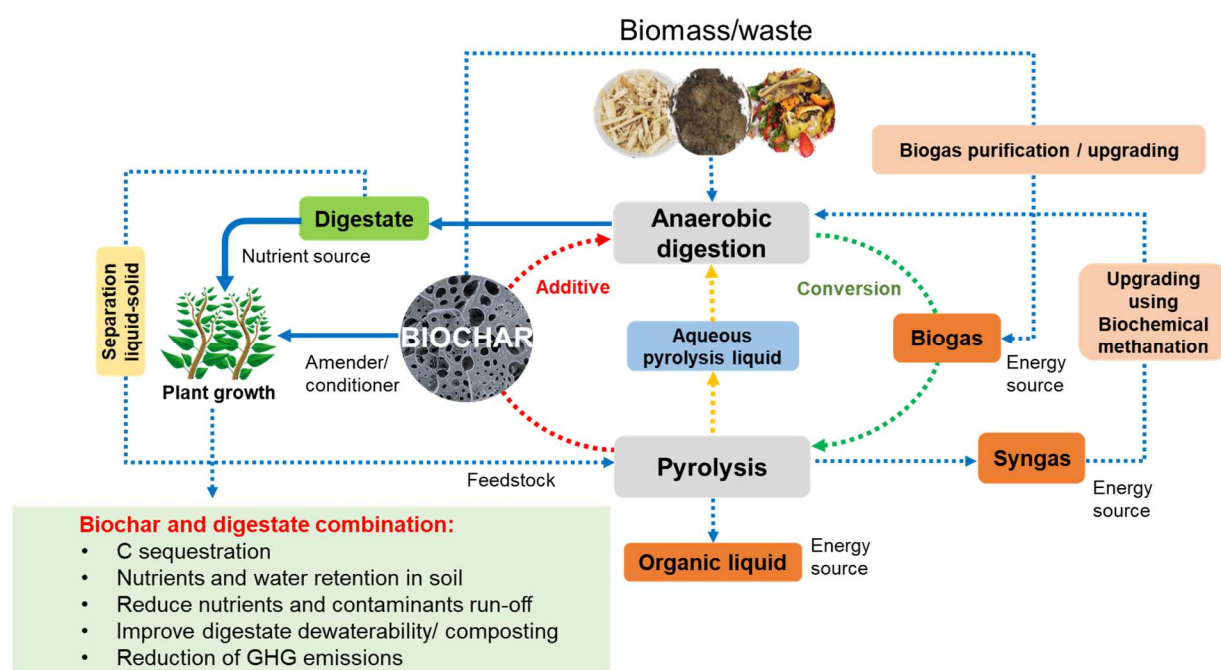 Biomass/waste
Biogas purification / upgrading
Digestate
Anaerobic
digestion
Nutrient source
Additive
Conversion
Separation
liquid-solid
BIOCHAR
Aqueous
pyrolysis liquid
Biogas
Upgrading
using
Biochemical
methanation
Energy
source
Amender/
conditioner
Plant growth
Pyrolysis
Syngas
Feedstock
Energy
source
Organic liquid
Energy
source
Biochar and digestate combination:
• C sequestration
• Nutrients and water retention in soil
• Reduce nutrients and contaminants run-off
• Improve digestate dewaterability/ composting
• Reduction of GHG emissions